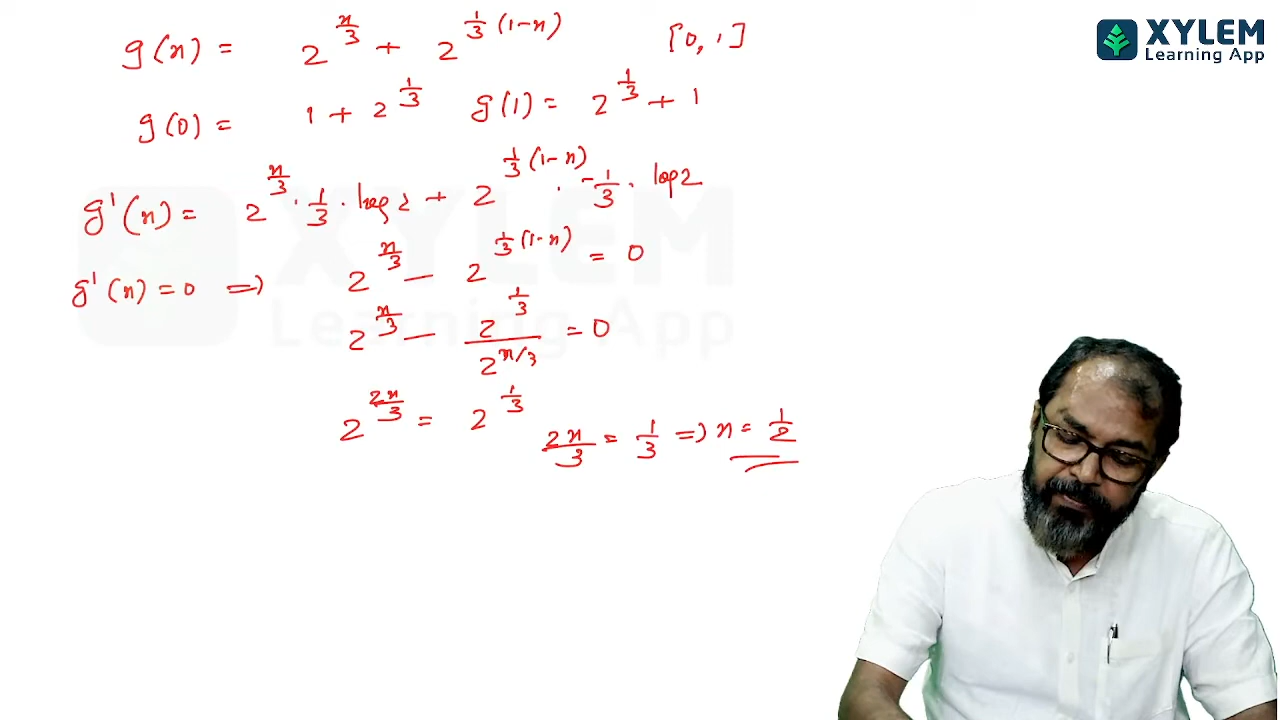 XYLEM
Learning App
g(x) = 2^{x/3} + 2^{1/3 (1-x)} [0, 1]
g(0) = 1 + 2^{1/3} g(1) = 2^{1/3} + 1
g'(x) = 2^{x/3} · 1/3 · log 2 + 2^{1/3 (1-x)} · -1/3 · log 2
g'(x) = 0 => 2^{x/3} - 2^{1/3 (1-x)} = 0
2^{x/3} - 2^{1/3} / 2^{x/3} = 0
2^{2x/3} = 2^{1/3} 2x/3 = 1/3 => x = 1/2
XYLEM
Learning App